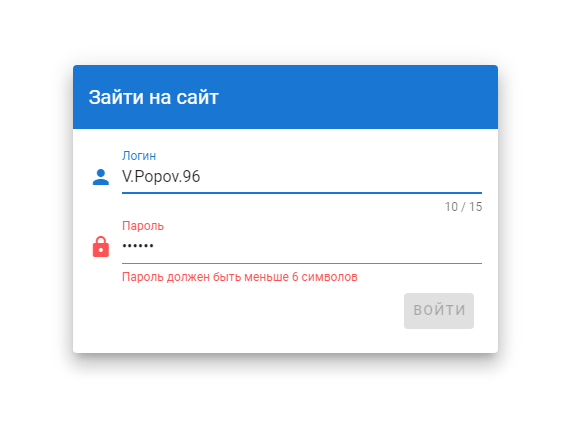 Зайти на сайт
Логин
V.Popov.96
10 / 15
Пароль
••••••
Пароль должен быть меньше 6 символов
ВОЙТИ